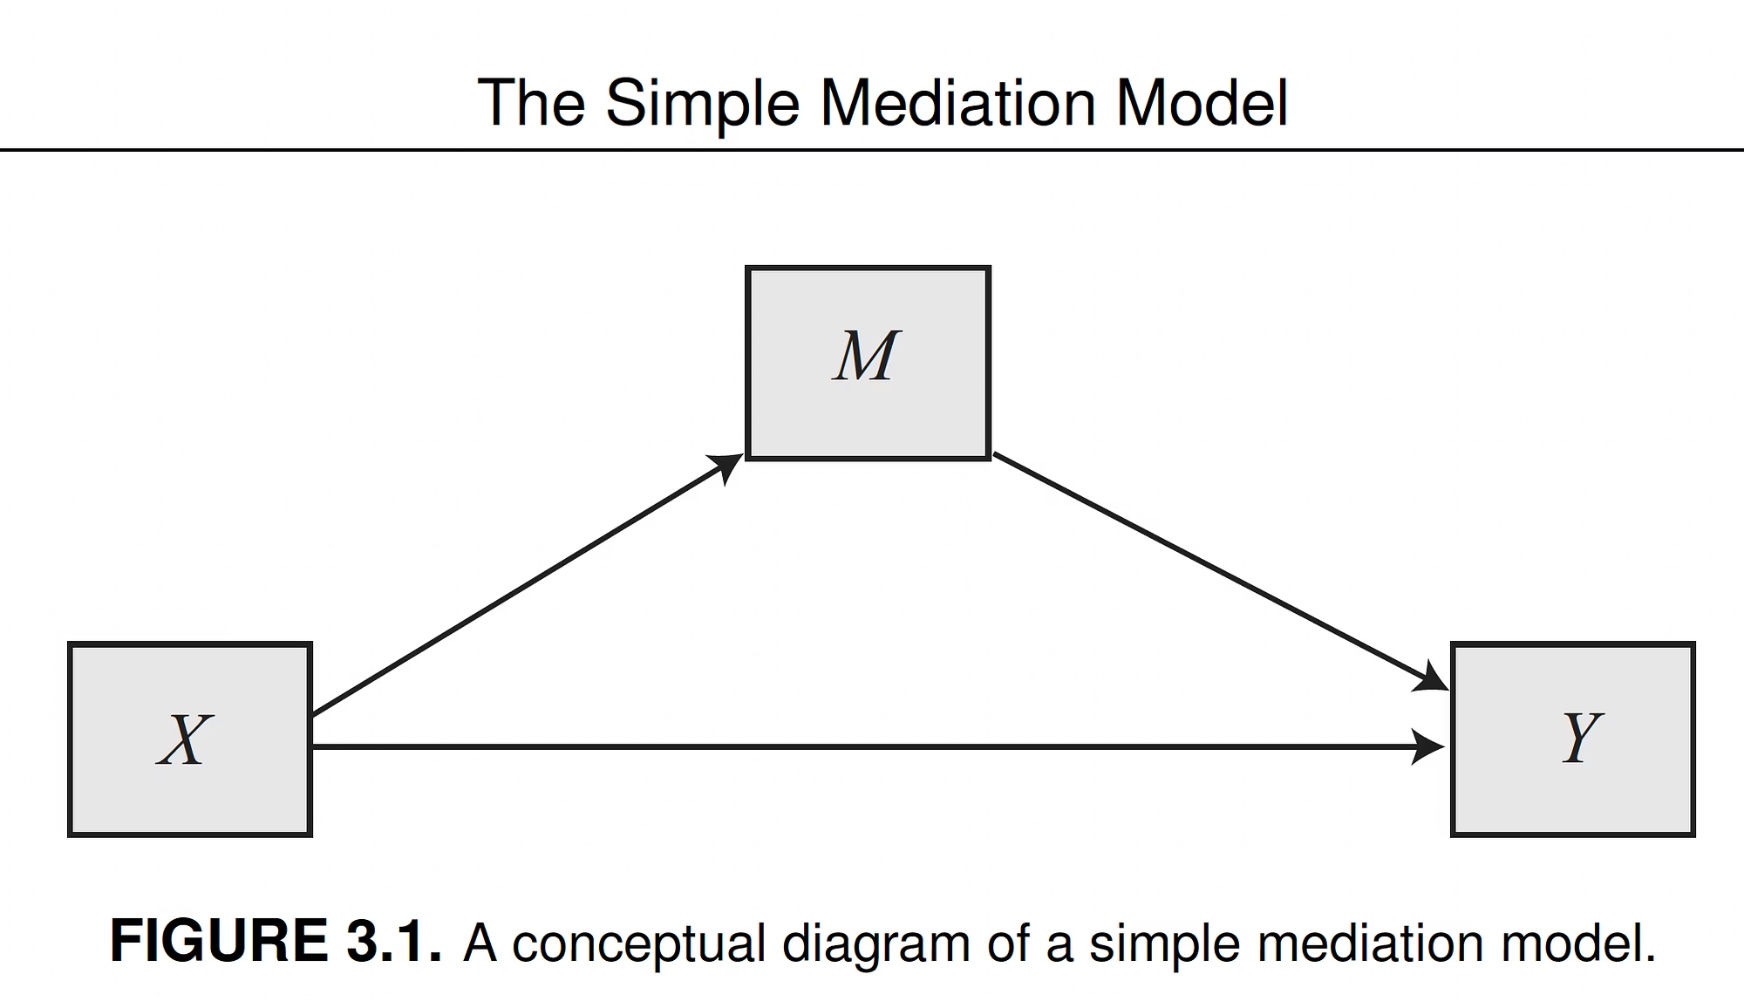 The Simple Mediation Model
M
X
Y
FIGURE 3.1. A conceptual diagram of a simple mediation model.